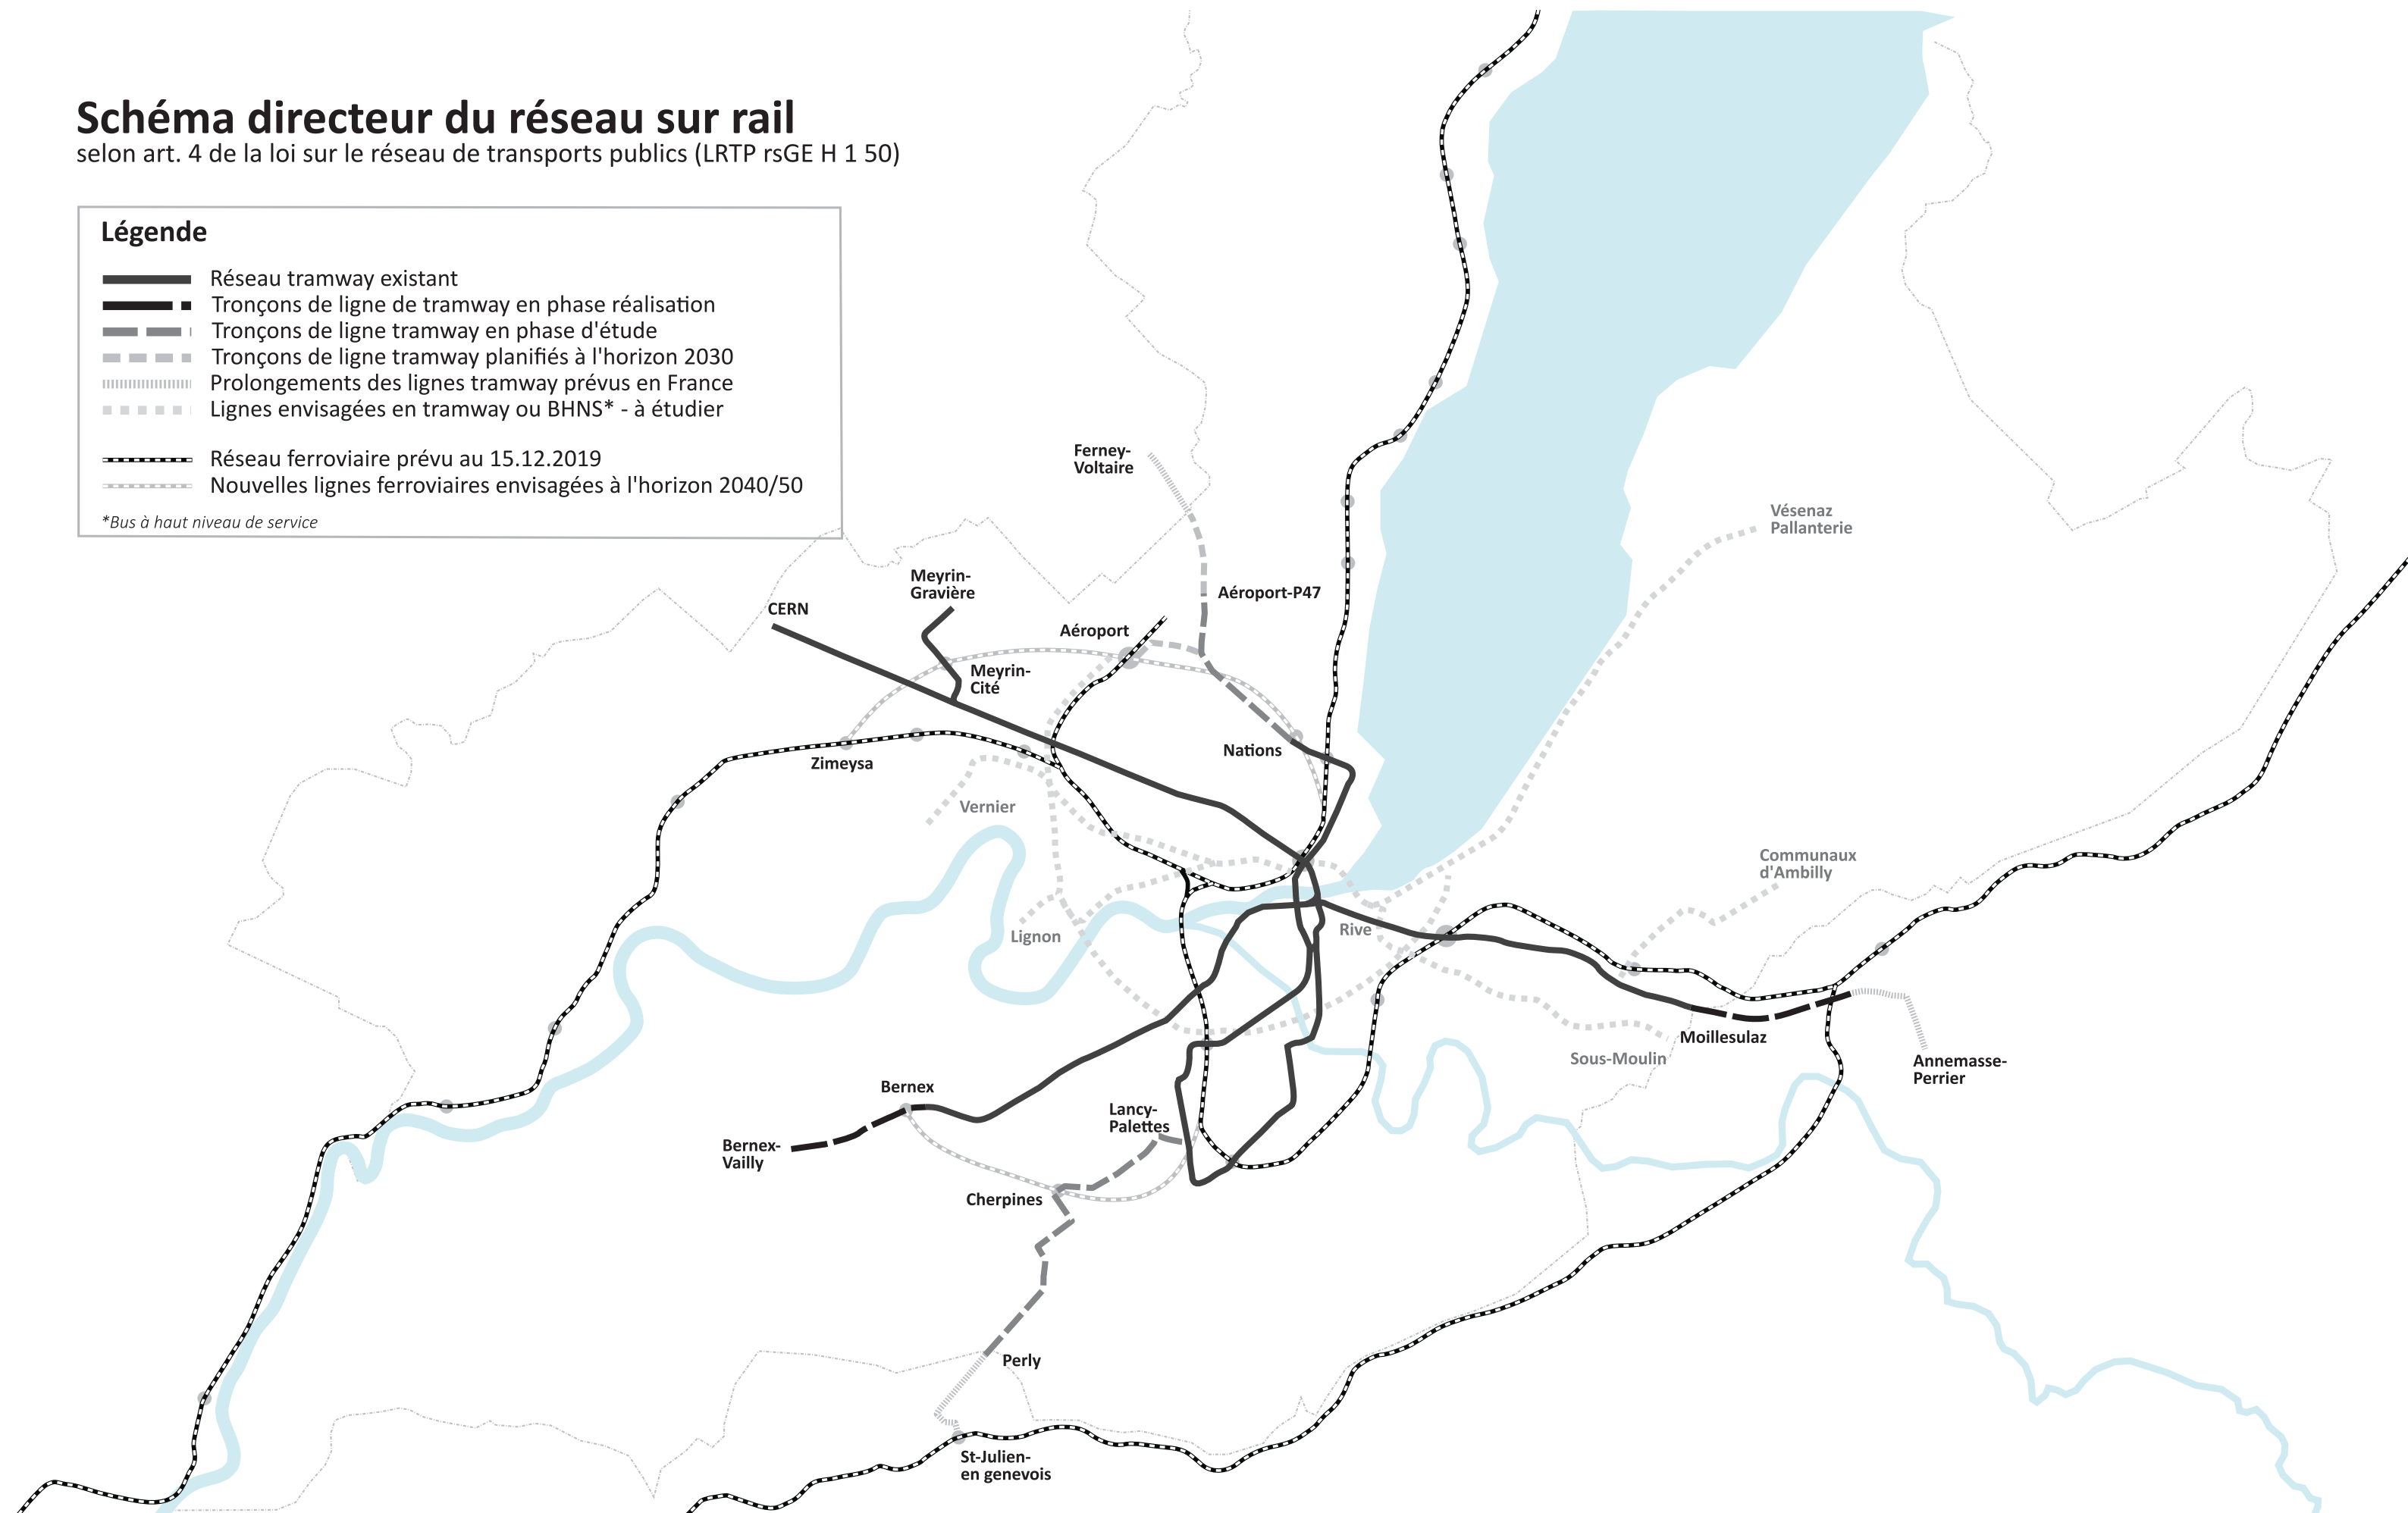 Schéma directeur du réseau sur rail
selon art. 4 de la loi sur le réseau de transports publics (LRTP rsGE H 1 50)
Légende
Réseau tramway existant
Tronçons de ligne de tramway en phase réalisation
Tronçons de ligne tramway en phase d'étude
Tronçons de ligne tramway planifiés à l'horizon 2030
Prolongements des lignes tramway prévus en France
Lignes envisagées en tramway ou BHNS* - à étudier
Réseau ferroviaire prévu au 15.12.2019
Nouvelles lignes ferroviaires envisagées à l'horizon 2040/50
*Bus à haut niveau de service
Ferney-
Voltaire
Vésenaz
Pallanterie
Meyrin-
Gravière
CERN
Aéroport-P47
Aéroport
Meyrin-
Cité
Nations
Zimeysa
Vernier
Communaux
d'Ambilly
Lignon
Rive
Moillesulaz
Sous-Moulin
Annemasse-
Perrier
Bernex
Lancy-
Palettes
Bernex-
Vailly
Cherpines
Perly
St-Julien-
en genevois